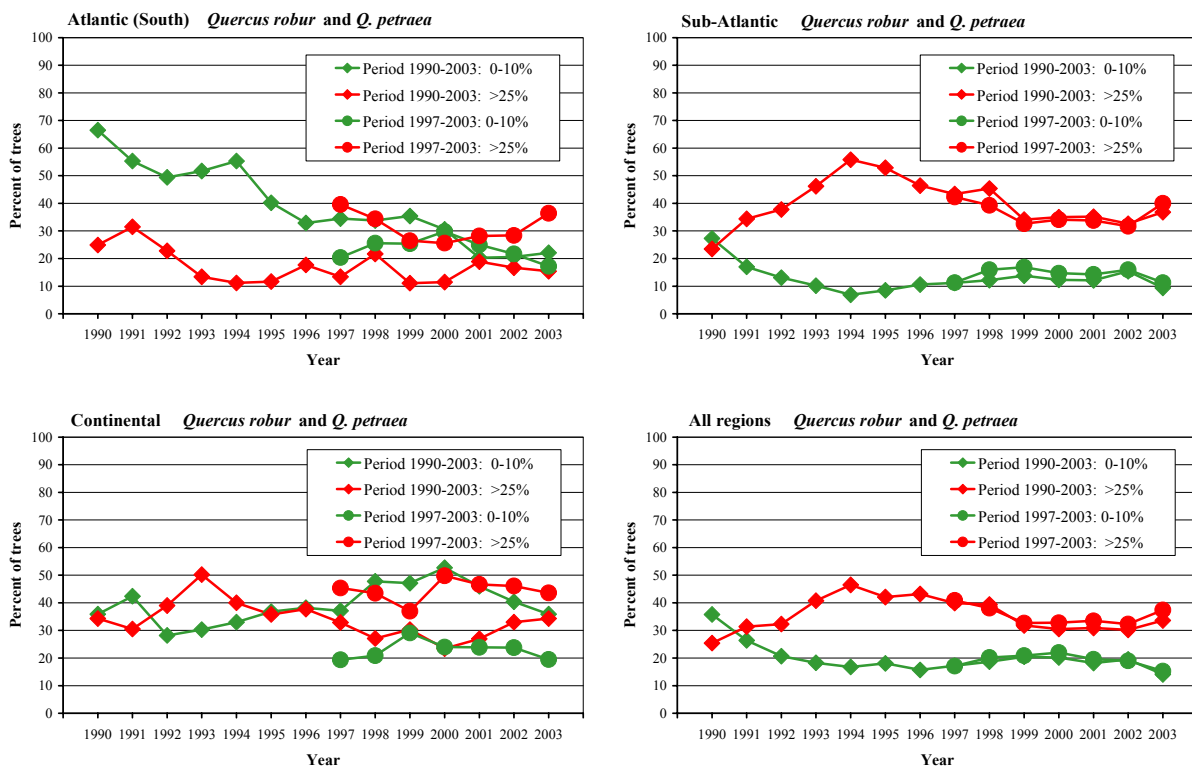 Atlantic (South) Quercus robur and Q. petraea
Percent of trees
100
90
80
70
60
50
40
30
20
10
0
Period 1990-2003: 0-10%
Period 1990-2003: >25%
Period 1997-2003: 0-10%
Period 1997-2003: >25%
1990 1991 1992 1993 1994 1995 1996 1997 1998 1999 2000 2001 2002 2003
Year
Sub-Atlantic Quercus robur and Q. petraea
Percent of trees
100
90
80
70
60
50
40
30
20
10
0
Period 1990-2003: 0-10%
Period 1990-2003: >25%
Period 1997-2003: 0-10%
Period 1997-2003: >25%
1990 1991 1992 1993 1994 1995 1996 1997 1998 1999 2000 2001 2002 2003
Year
Continental Quercus robur and Q. petraea
Percent of trees
100
90
80
70
60
50
40
30
20
10
0
Period 1990-2003: 0-10%
Period 1990-2003: >25%
Period 1997-2003: 0-10%
Period 1997-2003: >25%
1990 1991 1992 1993 1994 1995 1996 1997 1998 1999 2000 2001 2002 2003
Year
All regions Quercus robur and Q. petraea
Percent of trees
100
90
80
70
60
50
40
30
20
10
0
Period 1990-2003: 0-10%
Period 1990-2003: >25%
Period 1997-2003: 0-10%
Period 1997-2003: >25%
1990 1991 1992 1993 1994 1995 1996 1997 1998 1999 2000 2001 2002 2003
Year